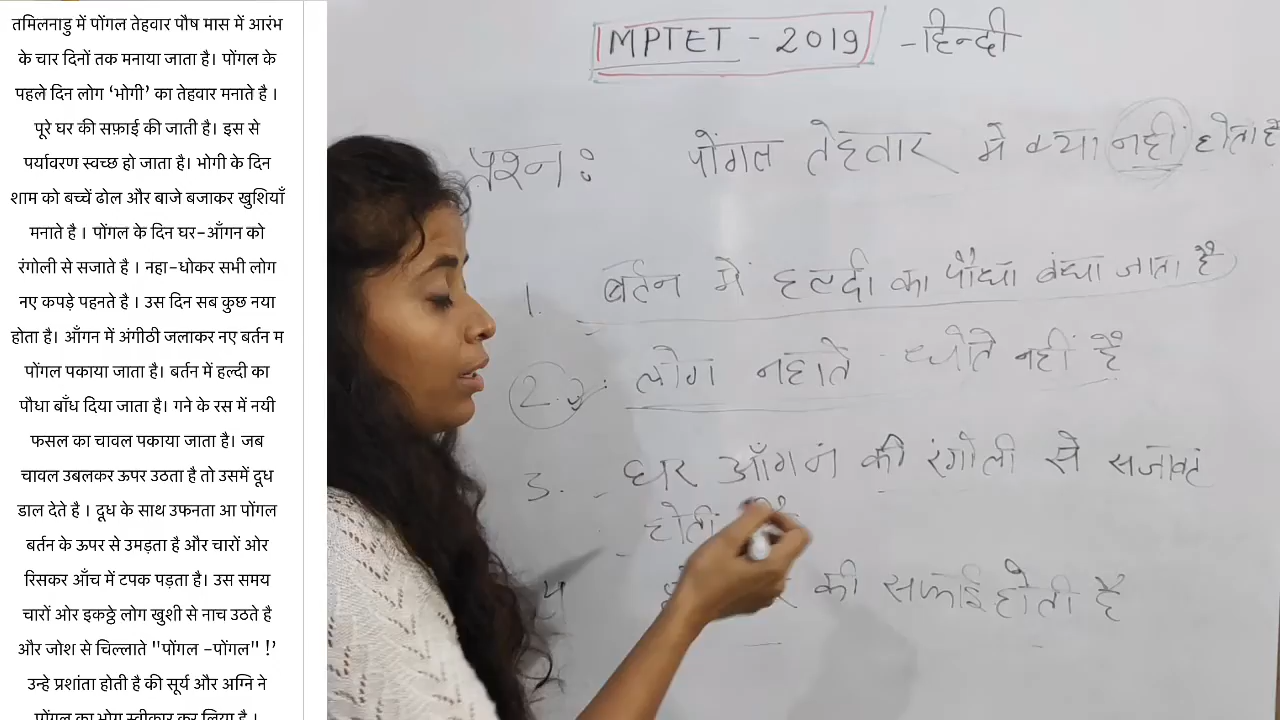 तमिलनाडु में पोंगल तेहवार पौष मास में आरंभ
के चार दिनों तक मनाया जाता है। पोंगल के
पहले दिन लोग ‘भोगी’ का तेहवार मनाते है ।
पूरे घर की सफ़ाई की जाती है। इस से
पर्यावरण स्वच्छ हो जाता है। भोगी के दिन
शाम को बच्चें ढोल और बाजे बजाकर खुशियाँ
मनाते है । पोंगल के दिन घर-आँगन को
रंगोली से सजाते है । नहा-धोकर सभी लोग
नए कपड़े पहनते है । उस दिन सब कुछ नया
होता है। आँगन में अंगीठी जलाकर नए बर्तन म
पोंगल पकाया जाता है। बर्तन में हल्दी का
पौधा बाँध दिया जाता है। गने के रस में नयी
फसल का चावल पकाया जाता है। जब
चावल उबलकर ऊपर उठता है तो उसमें दूध
डाल देते है । दूध के साथ उफनता आ पोंगल
बर्तन के ऊपर से उमड़ता है और चारों ओर
रिसकर आँच में टपक पड़ता है। उस समय
चारों ओर इकठ्ठे लोग खुशी से नाच उठते है
और जोश से चिल्लाते "पोंगल -पोंगल" !’
उन्हे प्रशांता होती है की सूर्य और अग्नि ने
पोंगल का भोग स्वीकार कर लिया है ।
MPTET - 2019 - हिन्दी
प्रश्न : पोंगल तेहवार में क्या नहीं होता है
1. बर्तन में हल्दी का पौधा बंधा जाता है
2. लोग नहाते - धोते नहीं है
3. - घर आँगन की रंगोली से सजावट
होती
4 की सफाई होती है